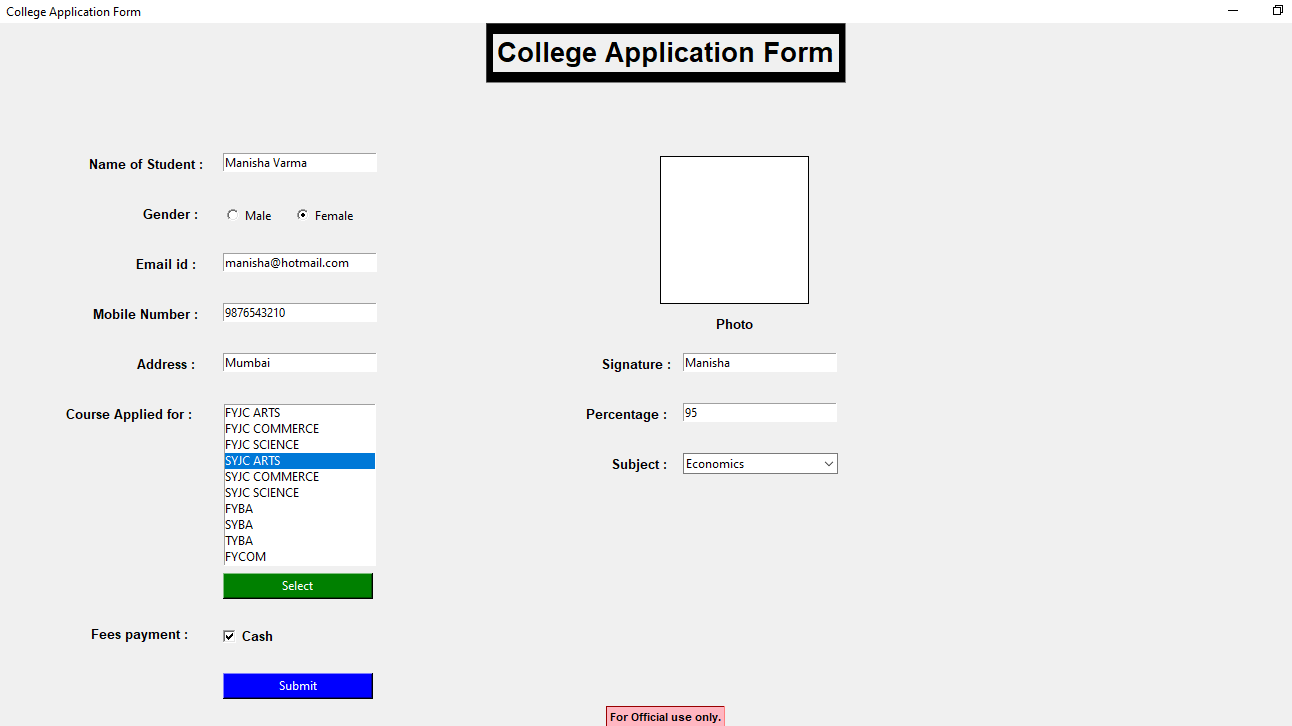 College Application Form
College Application Form
Name of Student : Manisha Varma
Gender : Male Female
Email id : manisha@hotmail.com
Mobile Number : 9876543210
Photo
Address : Mumbai
Signature : Manisha
Course Applied for :
FYJC ARTS
FYJC COMMERCE
FYJC SCIENCE
SYJC ARTS
SYJC COMMERCE
SYJC SCIENCE
FYBA
SYBA
TYBA
FYCOM
Percentage : 95
Subject : Economics
Select
Fees payment : Cash
Submit
For Official use only.